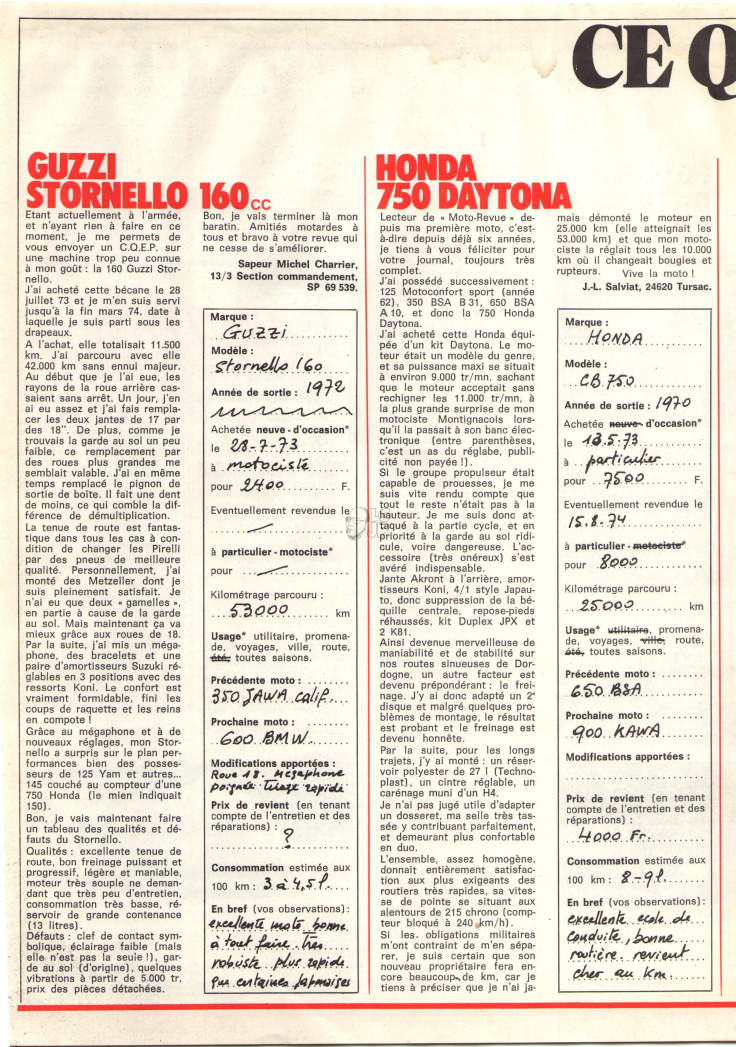 CE Q
GUZZI
STORNELLO 160 CC
Etant actuellement à l'armée,
et n'ayant rien à faire en ce
moment, je me permets de
vous envoyer un C.Q.E.P. sur
une machine trop peu connue
à mon goût : la 160 Guzzi Stor-
nello.
J'ai acheté cette bécane le 28
juillet 73 et je m'en suis servi
jusqu'à la fin mars 74, date à
laquelle je suis parti sous les
drapeaux.
A l'achat, elle totalisait 11.500
km. J'ai parcouru avec elle
42.000 km sans ennui majeur.
Au début que je l'ai eue, les
rayons de la roue arrière cas-
saient sans arrêt. Un jour, j'en
ai eu assez et j'ai fais rempla-
cer les deux jantes de 17 par
des 18". De plus, comme je
trouvais la garde au sol un peu
faible, ce remplacement par
des roues plus grandes me
semblait valable. J'ai en même
temps remplacé le pignon de
sortie de boîte. Il fait une dent
de moins, ce qui comble la dif-
férence de démultiplication.
La tenue de route est fantas-
tique dans tous les cas à con-
dition de changer les Pirelli
par des pneus de meilleure
qualité. Personnellement, j'ai
monté des Metzeller dont je
suis pleinement satisfait. Je
n'ai eu que deux « gamelles »,
en partie à cause de la garde
au sol. Mais maintenant ça va
mieux grâce aux roues de 18.
Par la suite, j'ai mis un méga-
phone, des bracelets et une
paire d'amortisseurs Suzuki ré-
glables en 3 positions avec des
ressorts Koni. Le confort est
vraiment formidable, fini les
coups de raquette et les reins
en compote !
Grâce au mégaphone et à de
nouveaux réglages, mon Stor-
nello a surpris sur le plan per-
formances bien des posses-
seurs de 125 Yam et autres...
145 couché au compteur d'une
750 Honda (le mien indiquait
150).
Bon, je vais maintenant faire
un tableau des qualités et dé-
fauts du Stornello.
Qualités : excellente tenue de
route, bon freinage puissant et
progressif, légère et maniable,
moteur très souple ne deman-
dant que très peu d'entretien,
consommation très basse, ré-
servoir de grande contenance
(13 litres).
Défauts : clef de contact sym-
bolique, éclairage faible (mais
elle n'est pas la seule !), gar-
de au sol (d'origine), quelques
vibrations à partir de 5.000 tr,
prix des pièces détachées.
Bon, je vais terminer là mon
baratin. Amitiés motardes à
tous et bravo à votre revue qui
ne cesse de s'améliorer.
Sapeur Michel Charrier,
13/3 Section commandement,
SP 69 539.
Marque :
GUZZI
Modèle :
Stornello 160
Année de sortie : 1972
Achetée neuve - d'occasion*
le 28-7-73
à motociste
pour 2400 F.
Eventuellement revendue le
à particulier - motociste*
pour
Kilométrage parcouru :
53000 km
Usage* utilitaire, promena-
de, voyages, ville, route,
été, toutes saisons.
Précédente moto :
350 JAWA Calif.
Prochaine moto :
600 BMW
Modifications apportées :
Roue 18. Megaphone
poignée tirage rapide
Prix de revient (en tenant
compte de l'entretien et des
réparations) :
?
Consommation estimée aux
100 km : 3 à 4,5 l.
En bref (vos observations) :
excellente moto bonne
à tout faire très
robuste plus rapide
que certaines japonaises
HONDA
750 DAYTONA
Lecteur de « Moto-Revue » de-
puis ma première moto, c'est-
à-dire depuis déjà six années,
je tiens à vous féliciter pour
votre journal, toujours très
complet.
J'ai possédé successivement :
125 Motoconfort sport (année
62), 350 BSA B 31, 650 BSA
A 10, et donc la 750 Honda
Daytona.
J'ai acheté cette Honda équi-
pée d'un kit Daytona. Le mo-
teur était un modèle du genre,
et sa puissance maxi se situait
à environ 9.000 tr/mn, sachant
que le moteur acceptait sans
rechigner les 11.000 tr/mn, à
la plus grande surprise de mon
motociste Montignacois lors-
qu'il la passait à son banc élec-
tronique (entre parenthèses,
c'est un as du réglabe, publi-
cité non payée !).
Si le groupe propulseur était
capable de prouesses, je me
suis vite rendu compte que
tout le reste n'était pas à la
hauteur. Je me suis donc at-
taqué à la partie cycle, et en
priorité à la garde au sol ridi-
cule, voire dangereuse. L'ac-
cessoire (très onéreux) s'est
avéré indispensable.
Jante Akront à l'arrière, amor-
tisseurs Koni, 4/1 style Japau-
to, donc suppression de la bé-
quille centrale, repose-pieds
réhaussés, kit Duplex JPX et
2 K81.
Ainsi devenue merveilleuse de
maniabilité et de stabilité sur
nos routes sinueuses de Dor-
dogne, un autre facteur est
devenu prépondérant : le frei-
nage. J'y ai donc adapté un 2e
disque et malgré quelques pro-
blèmes de montage, le résultat
est probant et le freinage est
devenu honnête.
Par la suite, pour les longs
trajets, j'y ai monté : un réser-
voir polyester de 27 l (Techno-
plast), un cintre réglable, un
carénage muni d'un H4.
Je n'ai pas jugé utile d'adapter
un dosseret, ma selle très tas-
sée y contribuant parfaitement,
et demeurant plus confortable
en duo.
L'ensemble, assez homogène,
donnait entièrement satisfac-
tion aux plus exigeants des
routiers très rapides, sa vites-
se de pointe se situant aux
alentours de 215 chrono (comp-
teur bloqué à 240 km/h).
Si les obligations militaires
m'ont contraint de m'en sépa-
rer, je suis certain que son
nouveau propriétaire fera en-
core beaucoup de km, car je
tiens à préciser que je n'ai ja-
mais démonté le moteur en
25.000 km (elle atteignait les
53.000 km) et que mon moto-
ciste la réglait tous les 10.000
km où il changeait bougies et
rupteurs. Vive la moto !
J.-L. Salviat, 24620 Tursac.
Marque :
HONDA
Modèle :
CB 750
Année de sortie : 1970
Achetée neuve - d'occasion*
le 13.5.73
à particulier
pour 7500 F.
Eventuellement revendue le
15.8.74
à particulier - motociste*
pour 8000
Kilométrage parcouru :
25000 km
Usage* utilitaire, promena-
de, voyages, ville, route,
été, toutes saisons.
Précédente moto :
650 BSA
Prochaine moto :
900 KAWA
Modifications apportées :
Prix de revient (en tenant
compte de l'entretien et des
réparations) :
4000 Fr.
Consommation estimée aux
100 km : 8-9 l.
En bref (vos observations) :
excellente ecole de
conduite, bonne
routière revient
cher au Km